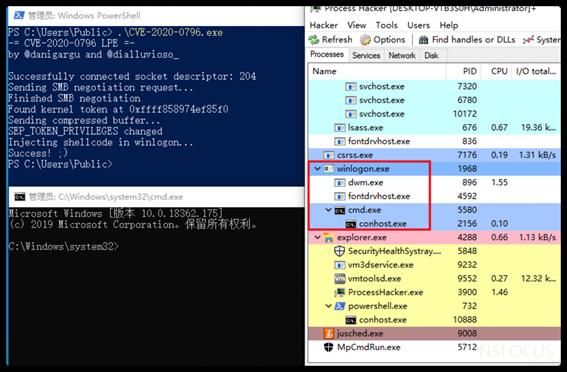 管理员: Windows PowerShell
PS C:\Users\Public> .\CVE-2020-0796.exe
-= CVE-2020-0796 LPE =-
by @danigargu and @dialluvioso_
Successfully connected socket descriptor: 204
Sending SMB negotiation request...
Finished SMB negotiation
Found kernel token at 0xffff858974ef85f0
Sending compressed buffer...
SEP_TOKEN_PRIVILEGES changed
Injecting shellcode in winlogon...
Success! ;)
PS C:\Users\Public>
管理员: C:\Windows\system32\cmd.exe
Microsoft Windows [版本 10.0.18362.175]
(c) 2019 Microsoft Corporation。保留所有权利。
C:\Windows\system32>
Process Hacker [DESKTOP-V1B3S0H\Administrator]+
Hacker View Tools Users Help
Refresh Options Find handles or DLLs System
Processes Services Network Disk
Name PID CPU I/O total...
svchost.exe 7320
svchost.exe 6780
svchost.exe 10172
lsass.exe 676 0.67 19.36 k...
fontdrvhost.exe 836
csrss.exe 7176 0.19 1.31 kB/s
winlogon.exe 1968
dwm.exe 896 1.55
fontdrvhost.exe 4592
cmd.exe 5580
conhost.exe 2156 0.10
explorer.exe 4288 0.66 1.13 kB/s
SecurityHealthSystray.... 5848
vm3dservice.exe 9232
vmtoolsd.exe 9552 0.27 12.32 k...
ProcessHacker.exe 3900 1.46
powershell.exe 732
conhost.exe 10888
jusched.exe 9008
MpCmdRun.exe 5712
NSFOCUS